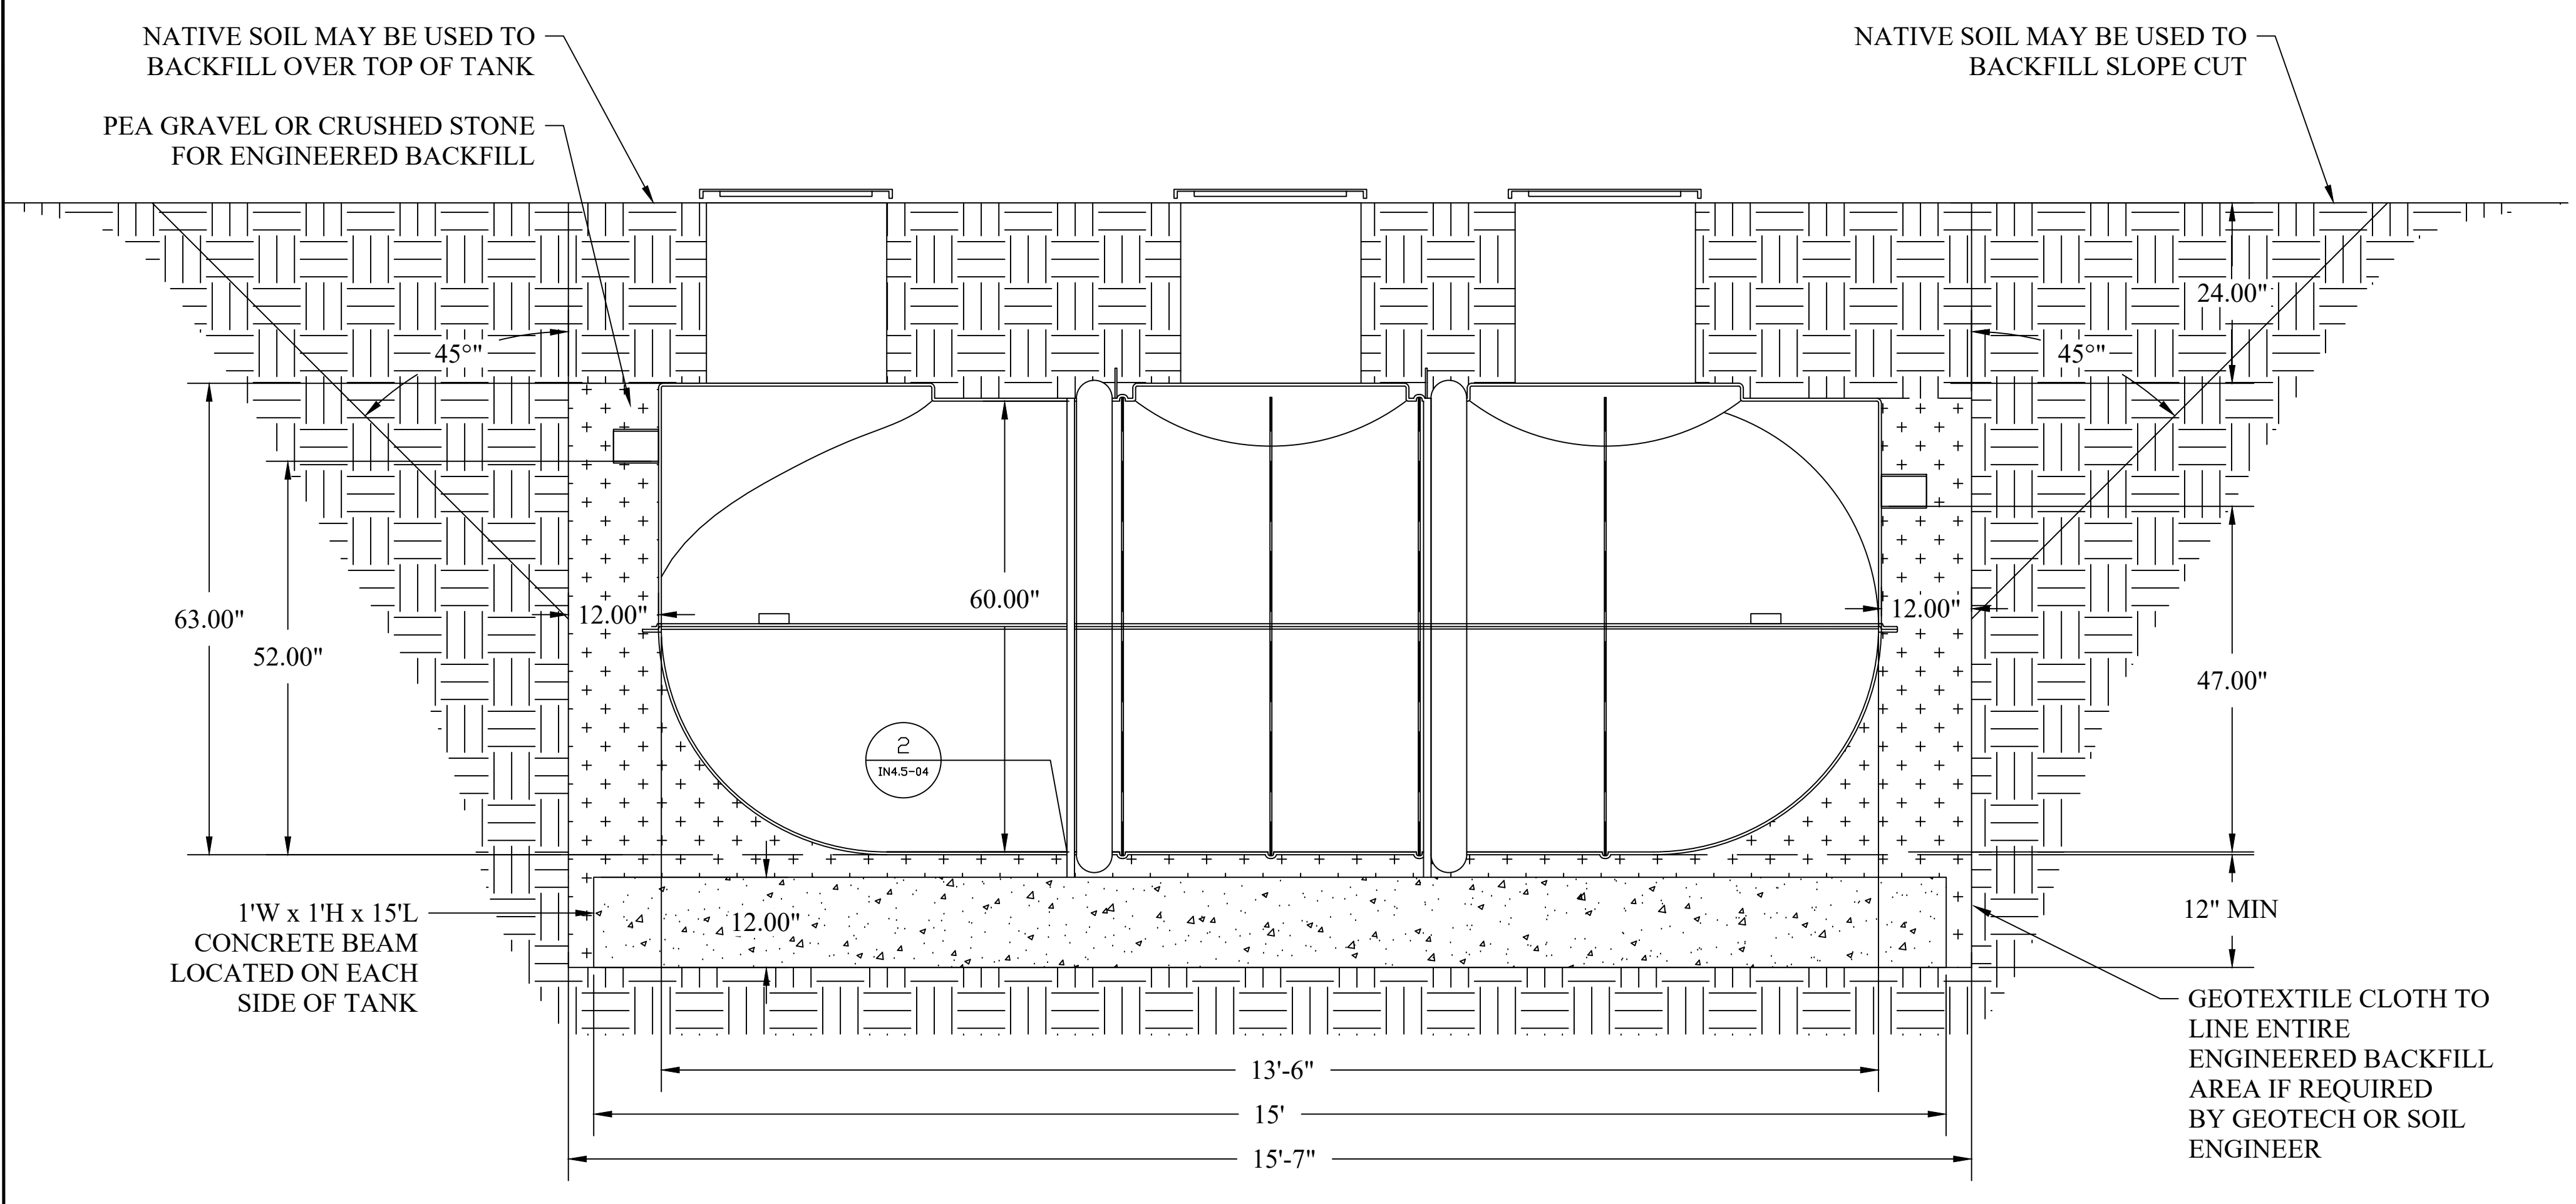 NATIVE SOIL MAY BE USED TO
BACKFILL OVER TOP OF TANK
NATIVE SOIL MAY BE USED TO
BACKFILL SLOPE CUT
PEA GRAVEL OR CRUSHED STONE
FOR ENGINEERED BACKFILL
24.00"
45°"
45°"
63.00"
52.00"
12.00"
60.00"
12.00"
47.00"
2
IN4.5-04
1'W x 1'H x 15'L
CONCRETE BEAM
LOCATED ON EACH
SIDE OF TANK
12.00"
12" MIN
GEOTEXTILE CLOTH TO
LINE ENTIRE
ENGINEERED BACKFILL
AREA IF REQUIRED
BY GEOTECH OR SOIL
ENGINEER
13'-6"
15'
15'-7"